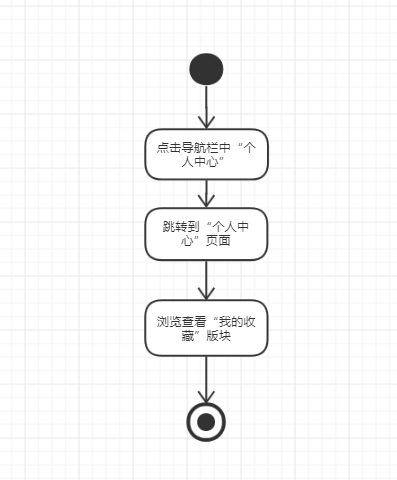 点击导航栏中“个
人中心”
跳转到“个人中
心”页面
浏览查看“我的收
藏”版块